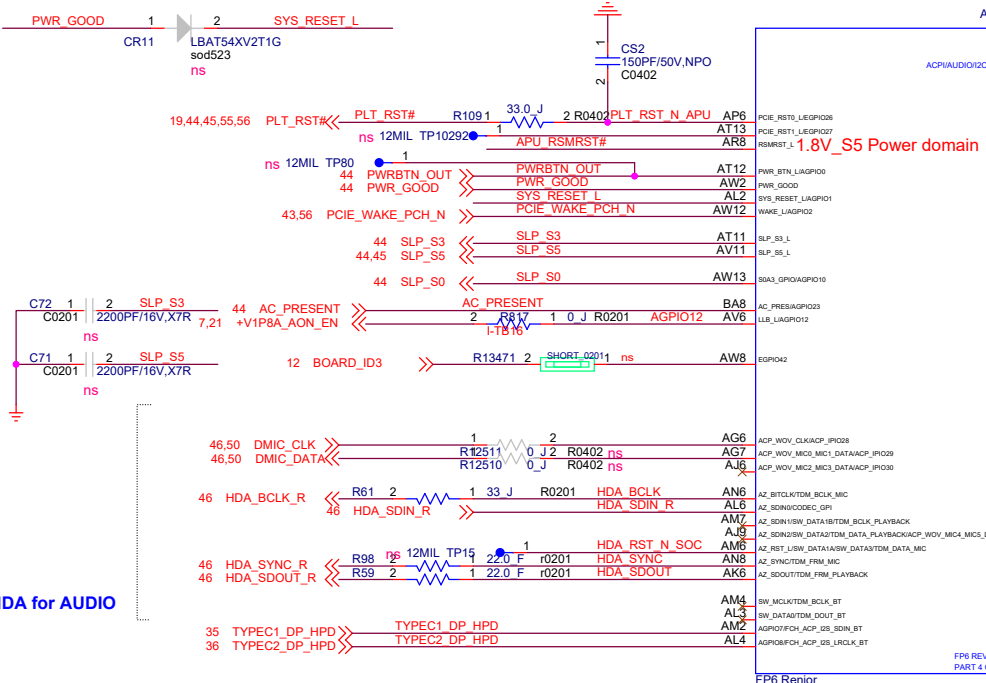 PWR_GOOD 1 2 SYS_RESET_L
CR11 LBAT54XV2T1G
sod523
ns
1
CS2
150PF/50V,NPO
C0402
2
A
ACPI/AUDIO/I2C
19,44,45,55,56 PLT_RST# PLT_RST# R109 1 33.0_J 2 R0402 PLT_RST_N_APU AP6 PCIE_RST0_L/EGPIO26
ns 12MIL TP10292 1 AT13 PCIE_RST1_L/EGPIO27
APU_RSMRST# AR8 RSMRST_L 1.8V_S5 Power domain
ns 12MIL TP80 1
44 PWRBTN_OUT PWRBTN_OUT AT12 PWR_BTN_L/AGPIO0
44 PWR_GOOD PWR_GOOD AW2 PWR_GOOD
SYS_RESET_L AL2 SYS_RESET_L/AGPIO1
43,56 PCIE_WAKE_PCH_N PCIE_WAKE_PCH_N AW12 WAKE_L/AGPIO2
44 SLP_S3 SLP_S3 AT11 SLP_S3_L
44,45 SLP_S5 SLP_S5 AV11 SLP_S5_L
44 SLP_S0 SLP_S0 AW13 S0A3_GPIO/AGPIO10
C72 1 2 SLP_S3
C0201 2200PF/16V,X7R
ns
44 AC_PRESENT AC_PRESENT BA8 AC_PRES/AGPIO23
7,21 +V1P8A_AON_EN 2 R817 1 0_J R0201 AGPIO12 AV6 LLB_L/AGPIO12
I-TB16
C71 1 2 SLP_S5
C0201 2200PF/16V,X7R
ns
12 BOARD_ID3 R13471 2 SHORT_0201 1 ns AW8 EGPIO42
46,50 DMIC_CLK 1 2 AG6 ACP_WOV_CLK/ACP_IPIO28
46,50 DMIC_DATA R12511 0_J 2 R0402 ns AG7 ACP_WOV_MIC0_MIC1_DATA/ACP_IPIO29
R12510 0_J R0402 ns AJ6 ACP_WOV_MIC2_MIC3_DATA/ACP_IPIO30
46 HDA_BCLK_R R61 2 1 33_J R0201 HDA_BCLK AN6 AZ_BITCLK/TDM_BCLK_MIC
46 HDA_SDIN_R HDA_SDIN_R AL6 AZ_SDIN0/CODEC_GPI
AM7 AZ_SDIN1/SW_DATA1B/TDM_BCLK_PLAYBACK
AJ9 AZ_SDIN2/SW_DATA2/TDM_DATA_PLAYBACK/ACP_WOV_MIC4_MIC5_D
ns 12MIL TP15 1 HDA_RST_N_SOC AM6 AZ_RST_L/SW_DATA1A/SW_DATA3/TDM_DATA_MIC
46 HDA_SYNC_R R98 2 1 22.0_F r0201 HDA_SYNC AN8 AZ_SYNC/TDM_FRM_MIC
46 HDA_SDOUT_R R59 2 1 22.0_F r0201 HDA_SDOUT AK6 AZ_SDOUT/TDM_FRM_PLAYBACK
HDA for AUDIO
AM4 SW_MCLK/TDM_BCLK_BT
AL3 SW_DATA0/TDM_DOUT_BT
35 TYPEC1_DP_HPD TYPEC1_DP_HPD AM2 AGPIO7/FCH_ACP_I2S_SDIN_BT
36 TYPEC2_DP_HPD TYPEC2_DP_HPD AL4 AGPIO8/FCH_ACP_I2S_LRCLK_BT
FP6 REV
PART 4
FP6 Renior